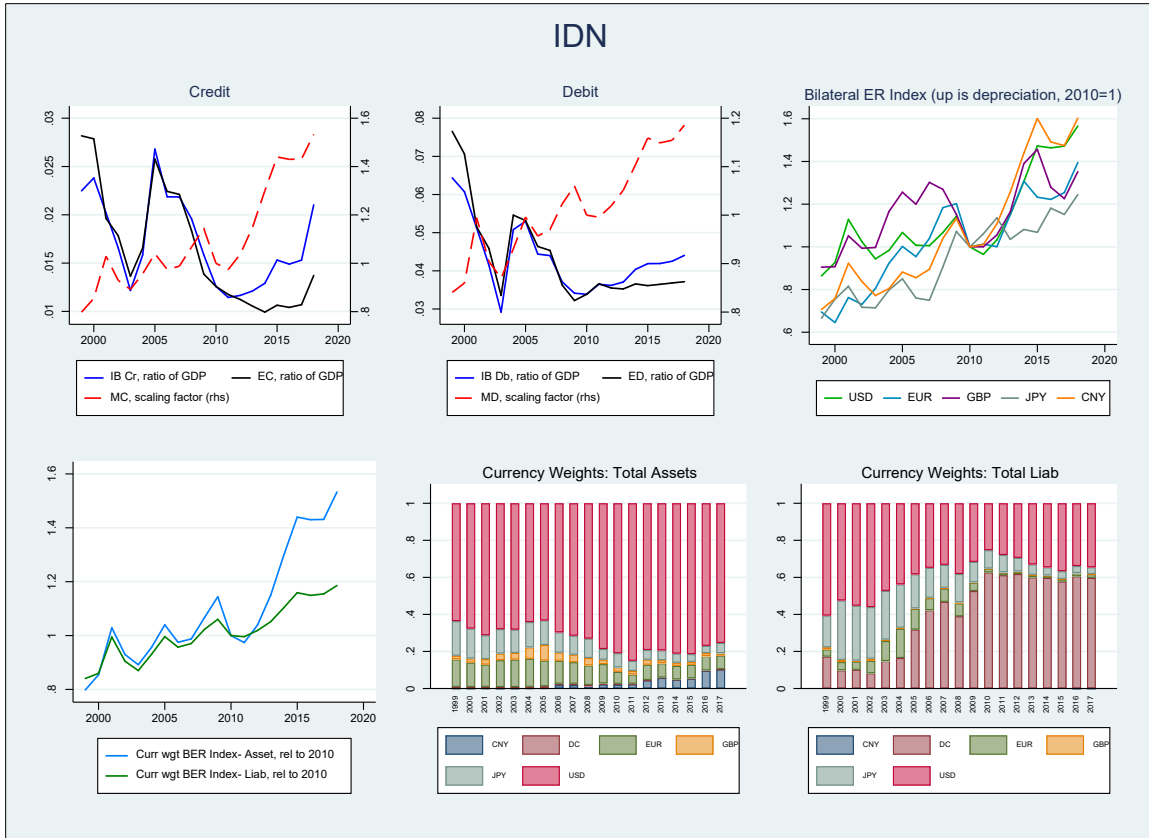 IDN
Credit
.03
.025
.02
.015
.01
1.6
1.4
1.2
1
.8
2000 2005 2010 2015 2020
IB Cr, ratio of GDP EC, ratio of GDP
MC, scaling factor (rhs)
Debit
.08
.07
.06
.05
.04
.03
1.2
1.1
1
.9
.8
2000 2005 2010 2015 2020
IB Db, ratio of GDP ED, ratio of GDP
MD, scaling factor (rhs)
Bilateral ER Index (up is depreciation, 2010=1)
1.6
1.4
1.2
1
.8
.6
2000 2005 2010 2015 2020
USD EUR GBP JPY CNY
1.6
1.4
1.2
1
.8
2000 2005 2010 2015 2020
Curr wgt BER Index- Asset, rel to 2010
Curr wgt BER Index- Liab, rel to 2010
Currency Weights: Total Assets
1
.8
.6
.4
.2
0
1999 2000 2001 2002 2003 2004 2005 2006 2007 2008 2009 2010 2011 2012 2013 2014 2015 2016 2017
CNY DC EUR GBP
JPY USD
Currency Weights: Total Liab
1
.8
.6
.4
.2
0
1999 2000 2001 2002 2003 2004 2005 2006 2007 2008 2009 2010 2011 2012 2013 2014 2015 2016 2017
CNY DC EUR GBP
JPY USD